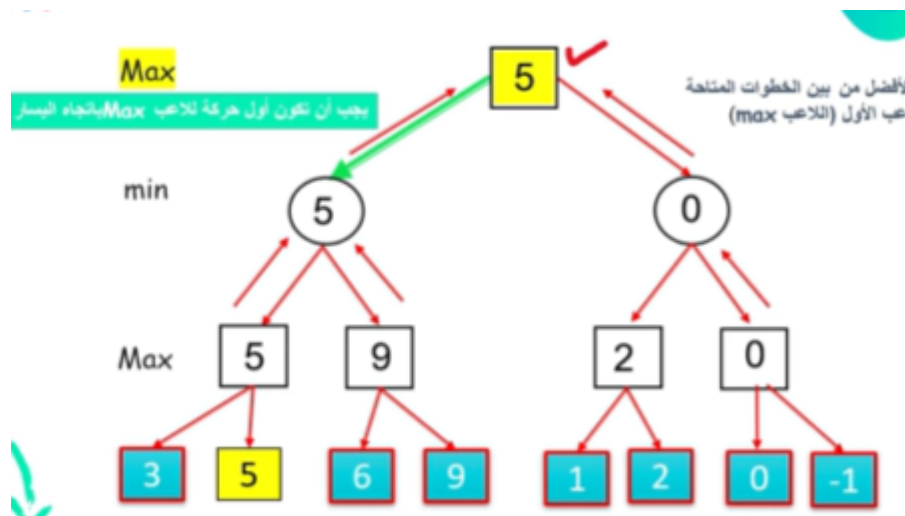 Max
5
يجب أن تكون أول حركة للاعب Maxباتجاه اليسار
الأفضل من بين الخطوات المتاحة
عب الأول (اللاعب max)
min
5
0
Max
5
9
2
0
3
5
6
9
1
2
0
-1